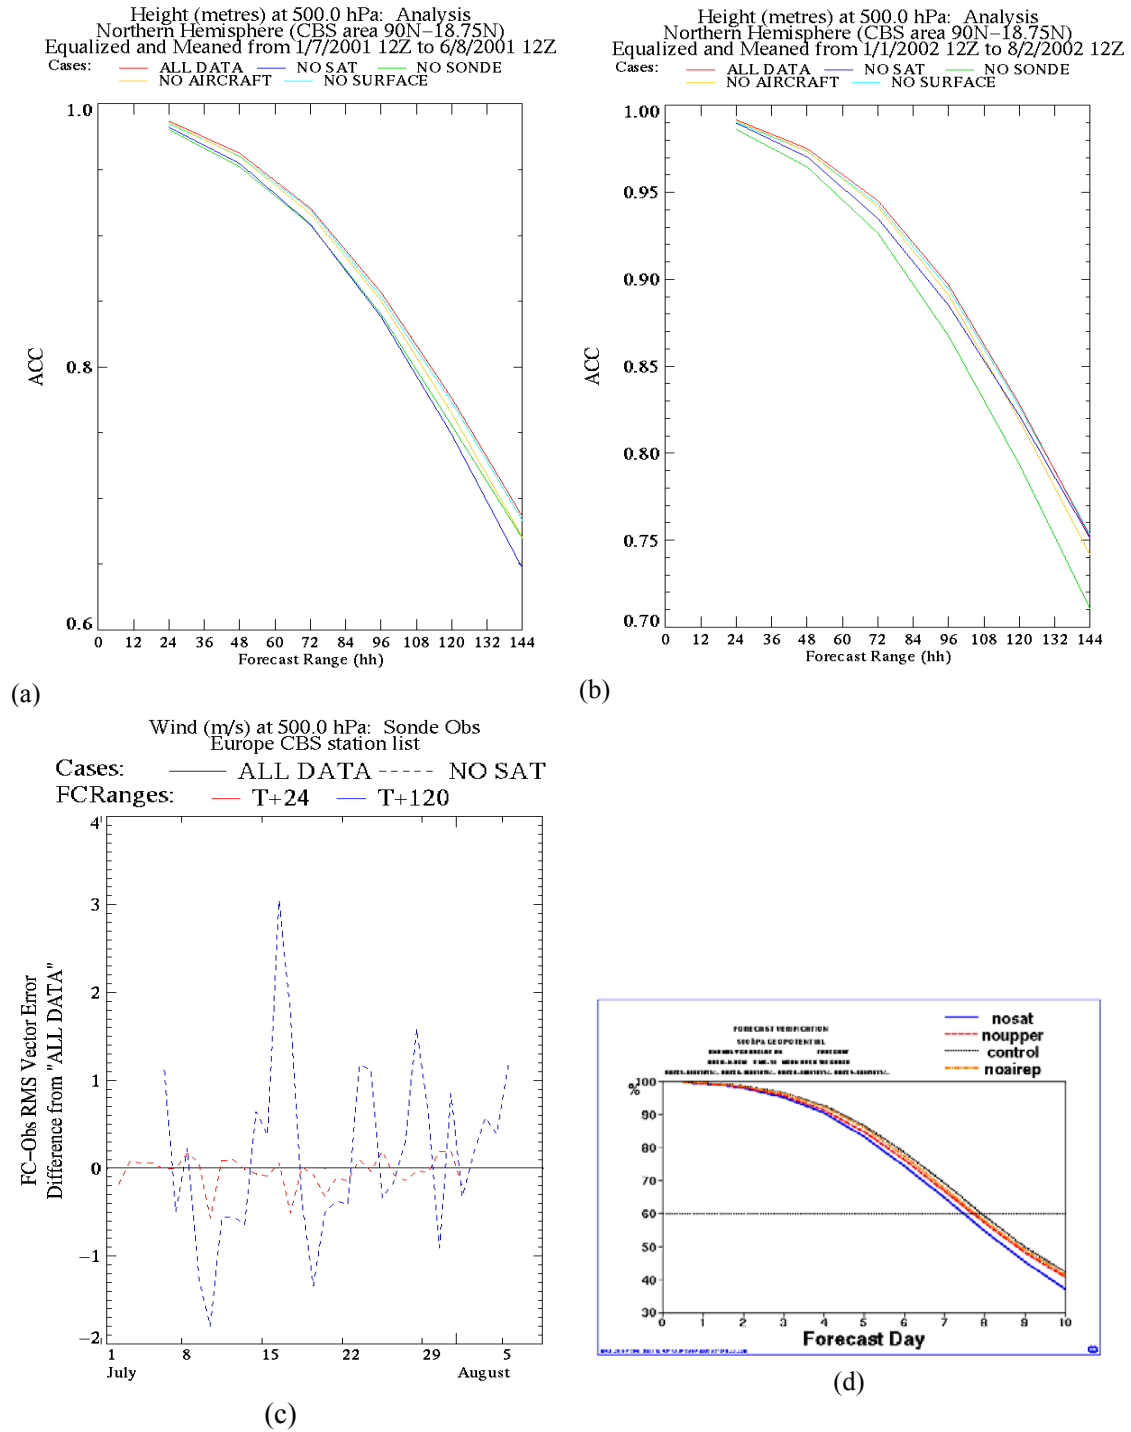 Height (metres) at 500.0 hPa: Analysis
Northern Hemisphere (CBS area 90N–18.75N)
Equalized and Meaned from 1/7/2001 12Z to 6/8/2001 12Z
Cases: ALL DATA NO SAT NO SONDE
NO AIRCRAFT NO SURFACE
1.0
0.8
0.6
ACC
0 12 24 36 48 60 72 84 96 108 120 132 144
Forecast Range (hh)
(a)
Height (metres) at 500.0 hPa: Analysis
Northern Hemisphere (CBS area 90N–18.75N)
Equalized and Meaned from 1/1/2002 12Z to 8/2/2002 12Z
Cases: ALL DATA NO SAT NO SONDE
NO AIRCRAFT NO SURFACE
1.00
0.95
0.90
0.85
0.80
0.75
0.70
ACC
0 12 24 36 48 60 72 84 96 108 120 132 144
Forecast Range (hh)
(b)
Wind (m/s) at 500.0 hPa: Sonde Obs
Europe CBS station list
Cases: ALL DATA NO SAT
FCRanges: T+24 T+120
4
3
2
1
0
−1
−2
FC−Obs RMS Vector Error
Difference from "ALL DATA"
1 8 15 22 29 5
July August
(c)
nosat
noupper
control
noairep
FORECAST VERIFICATION
500hPa GEOPOTENTIAL
%
100
90
80
70
60
50
40
30
0 1 2 3 4 5 6 7 8 9 10
Forecast Day
(d)